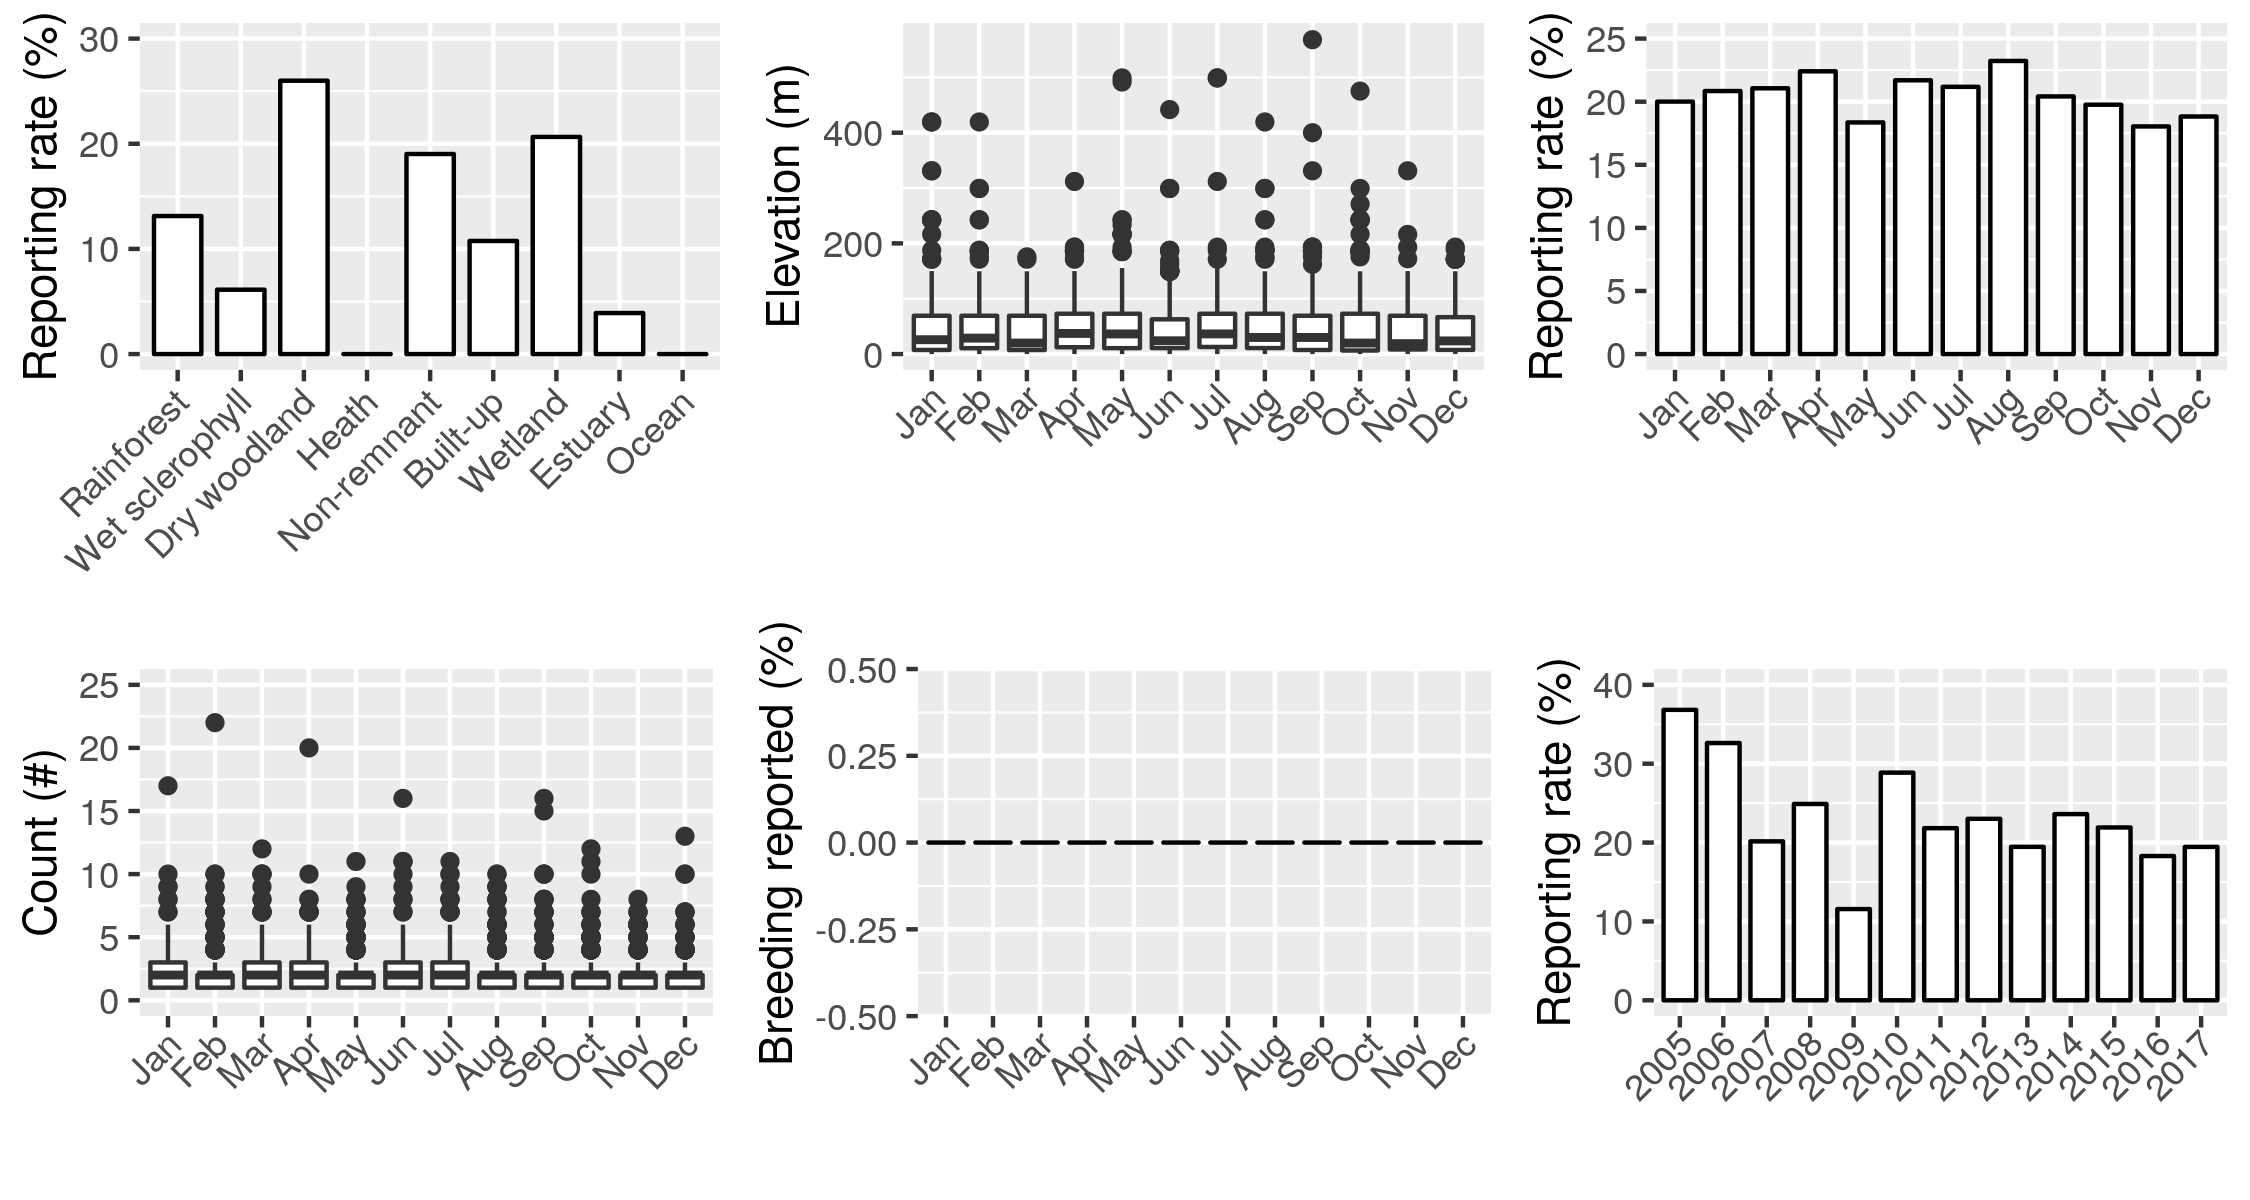 Reporting rate (%)
30
20
10
0
Rainforest
Wet sclerophyll
Dry woodland
Heath
Non-remnant
Built-up
Wetland
Estuary
Ocean
Elevation (m)
400
200
0
Jan
Feb
Mar
Apr
May
Jun
Jul
Aug
Sep
Oct
Nov
Dec
Reporting rate (%)
25
20
15
10
5
0
Jan
Feb
Mar
Apr
May
Jun
Jul
Aug
Sep
Oct
Nov
Dec
Count (#)
25
20
15
10
5
0
Jan
Feb
Mar
Apr
May
Jun
Jul
Aug
Sep
Oct
Nov
Dec
Breeding reported (%)
0.50
0.25
0.00
-0.25
-0.50
Jan
Feb
Mar
Apr
May
Jun
Jul
Aug
Sep
Oct
Nov
Dec
Reporting rate (%)
40
30
20
10
0
2005
2006
2007
2008
2009
2010
2011
2012
2013
2014
2015
2016
2017